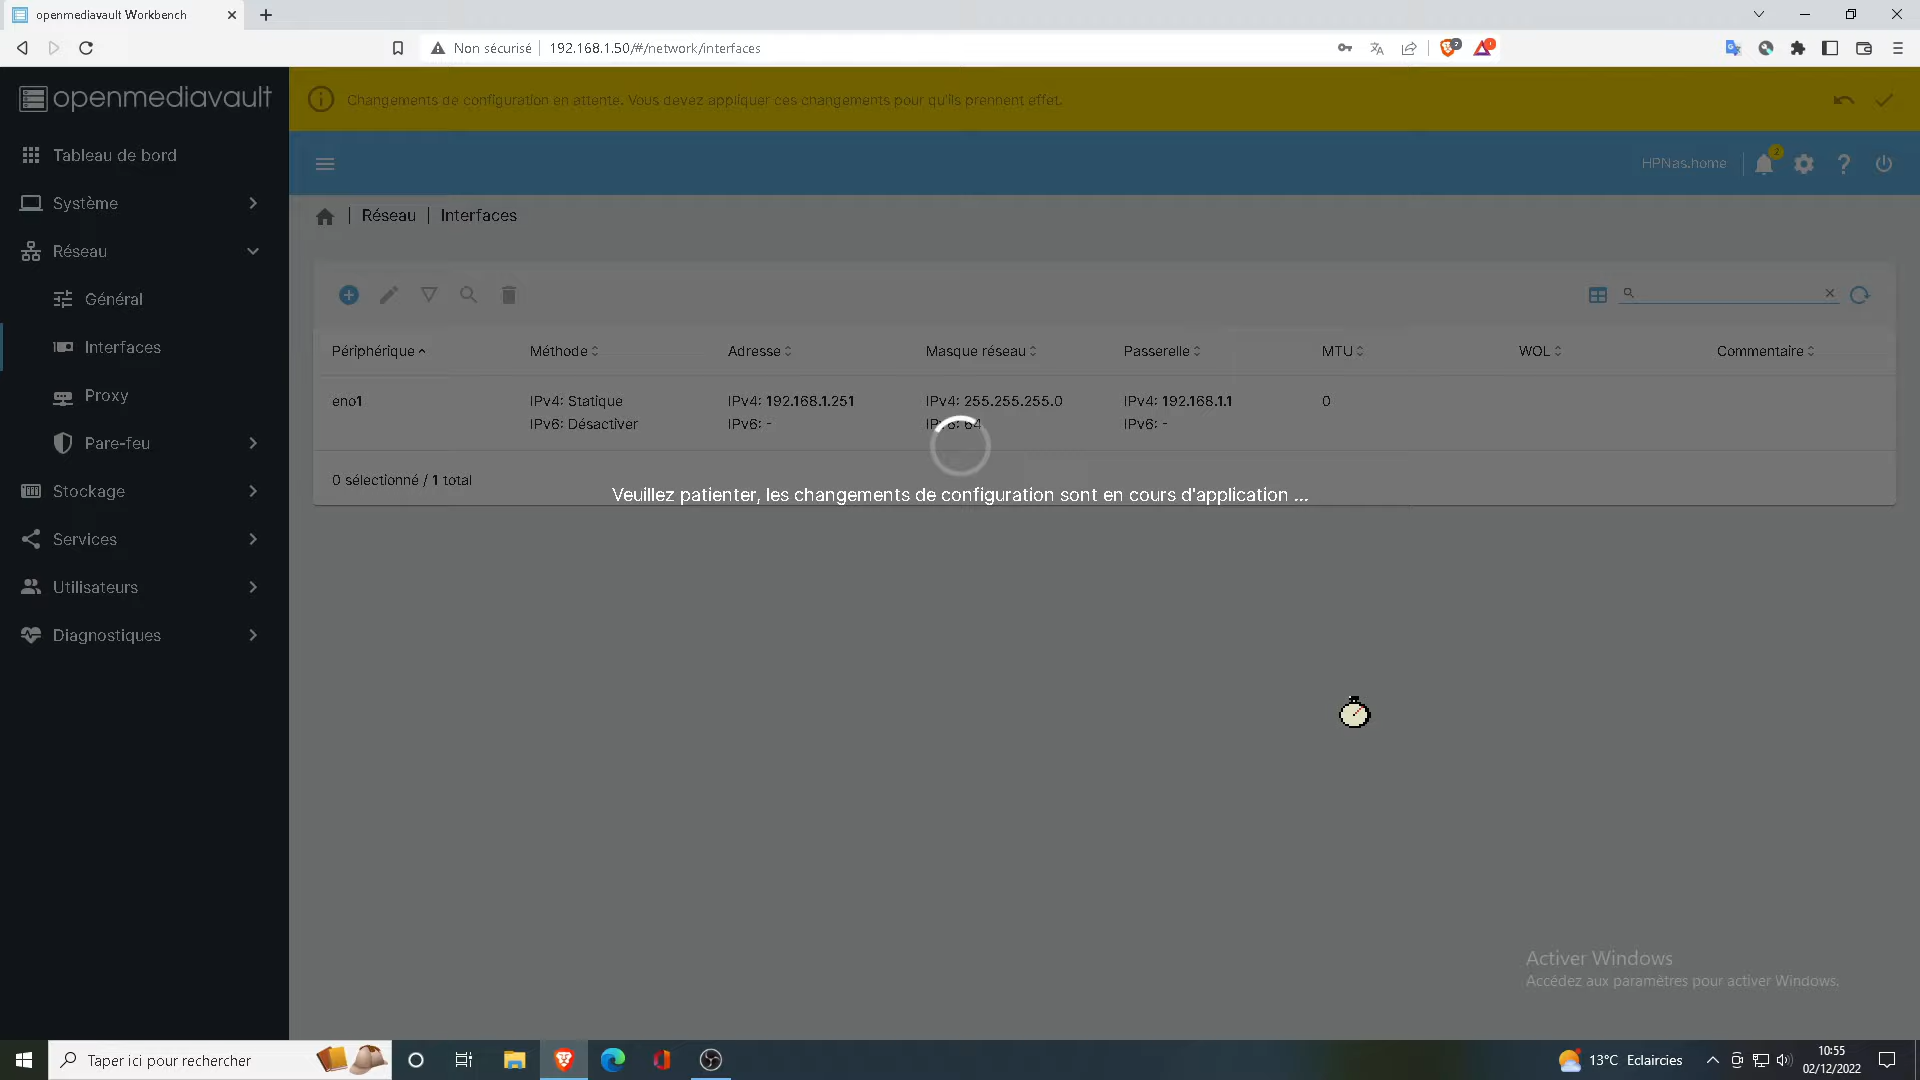 openmediavault Workbench
Non sécurisé
192.168.1.50/#/network/interfaces
openmediavault
Changements de configuration en attente. Vous devez appliquer ces changements pour qu'ils prennent effet.
Tableau de bord
HPNas.home
2
Système
Réseau | Interfaces
Réseau
Général
Interfaces
Proxy
Pare-feu
Stockage
Services
Utilisateurs
Diagnostiques
Périphérique Méthode Adresse Masque réseau Passerelle MTU WOL Commentaire
eno1 IPv4: Statique IPv4: 192.168.1.251 IPv4: 255.255.255.0 IPv4: 192.168.1.1 0
IPv6: Désactiver IPv6: - IPv6: 64 IPv6: -
0 sélectionné / 1 total
Veuillez patienter, les changements de configuration sont en cours d'application ...
Activer Windows
Accédez aux paramètres pour activer Windows.
Taper ici pour rechercher
13°C Eclaircies
10:55
02/12/2022